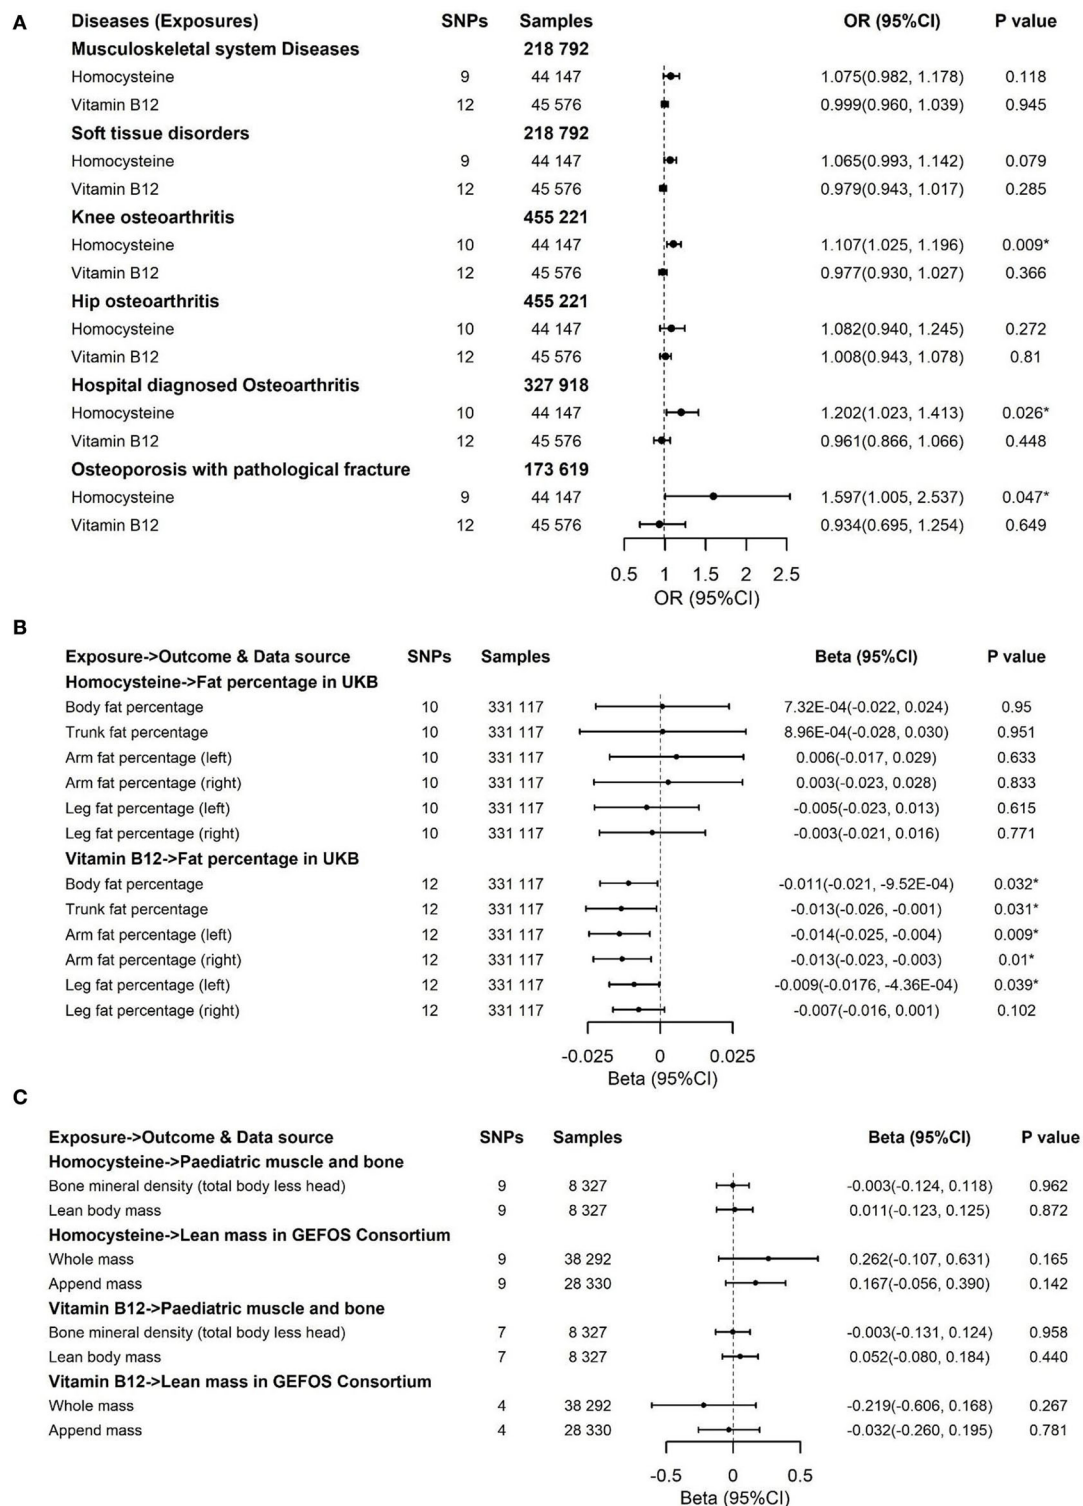 A
Diseases (Exposures) SNPs Samples OR (95%CI) P value
Musculoskeletal system Diseases 218 792
Homocysteine 9 44 147 1.075(0.982, 1.178) 0.118
Vitamin B12 12 45 576 0.999(0.960, 1.039) 0.945
Soft tissue disorders 218 792
Homocysteine 9 44 147 1.065(0.993, 1.142) 0.079
Vitamin B12 12 45 576 0.979(0.943, 1.017) 0.285
Knee osteoarthritis 455 221
Homocysteine 10 44 147 1.107(1.025, 1.196) 0.009*
Vitamin B12 12 45 576 0.977(0.930, 1.027) 0.366
Hip osteoarthritis 455 221
Homocysteine 10 44 147 1.082(0.940, 1.245) 0.272
Vitamin B12 12 45 576 1.008(0.943, 1.078) 0.81
Hospital diagnosed Osteoarthritis 327 918
Homocysteine 10 44 147 1.202(1.023, 1.413) 0.026*
Vitamin B12 12 45 576 0.961(0.866, 1.066) 0.448
Osteoporosis with pathological fracture 173 619
Homocysteine 9 44 147 1.597(1.005, 2.537) 0.047*
Vitamin B12 12 45 576 0.934(0.695, 1.254) 0.649
0.5 1 1.5 2 2.5
OR (95%CI)
B
Exposure->Outcome & Data source SNPs Samples Beta (95%CI) P value
Homocysteine->Fat percentage in UKB
Body fat percentage 10 331 117 7.32E-04(-0.022, 0.024) 0.95
Trunk fat percentage 10 331 117 8.96E-04(-0.028, 0.030) 0.951
Arm fat percentage (left) 10 331 117 0.006(-0.017, 0.029) 0.633
Arm fat percentage (right) 10 331 117 0.003(-0.023, 0.028) 0.833
Leg fat percentage (left) 10 331 117 -0.005(-0.023, 0.013) 0.615
Leg fat percentage (right) 10 331 117 -0.003(-0.021, 0.016) 0.771
Vitamin B12->Fat percentage in UKB
Body fat percentage 12 331 117 -0.011(-0.021, -9.52E-04) 0.032*
Trunk fat percentage 12 331 117 -0.013(-0.026, -0.001) 0.031*
Arm fat percentage (left) 12 331 117 -0.014(-0.025, -0.004) 0.009*
Arm fat percentage (right) 12 331 117 -0.013(-0.023, -0.003) 0.01*
Leg fat percentage (left) 12 331 117 -0.009(-0.0176, -4.36E-04) 0.039*
Leg fat percentage (right) 12 331 117 -0.007(-0.016, 0.001) 0.102
-0.025 0 0.025
Beta (95%CI)
C
Exposure->Outcome & Data source SNPs Samples Beta (95%CI) P value
Homocysteine->Paediatric muscle and bone
Bone mineral density (total body less head) 9 8 327 -0.003(-0.124, 0.118) 0.962
Lean body mass 9 8 327 0.011(-0.123, 0.125) 0.872
Homocysteine->Lean mass in GEFOS Consortium
Whole mass 9 38 292 0.262(-0.107, 0.631) 0.165
Append mass 9 28 330 0.167(-0.056, 0.390) 0.142
Vitamin B12->Paediatric muscle and bone
Bone mineral density (total body less head) 7 8 327 -0.003(-0.131, 0.124) 0.958
Lean body mass 7 8 327 0.052(-0.080, 0.184) 0.440
Vitamin B12->Lean mass in GEFOS Consortium
Whole mass 4 38 292 -0.219(-0.606, 0.168) 0.267
Append mass 4 28 330 -0.032(-0.260, 0.195) 0.781
-0.5 0 0.5
Beta (95%CI)